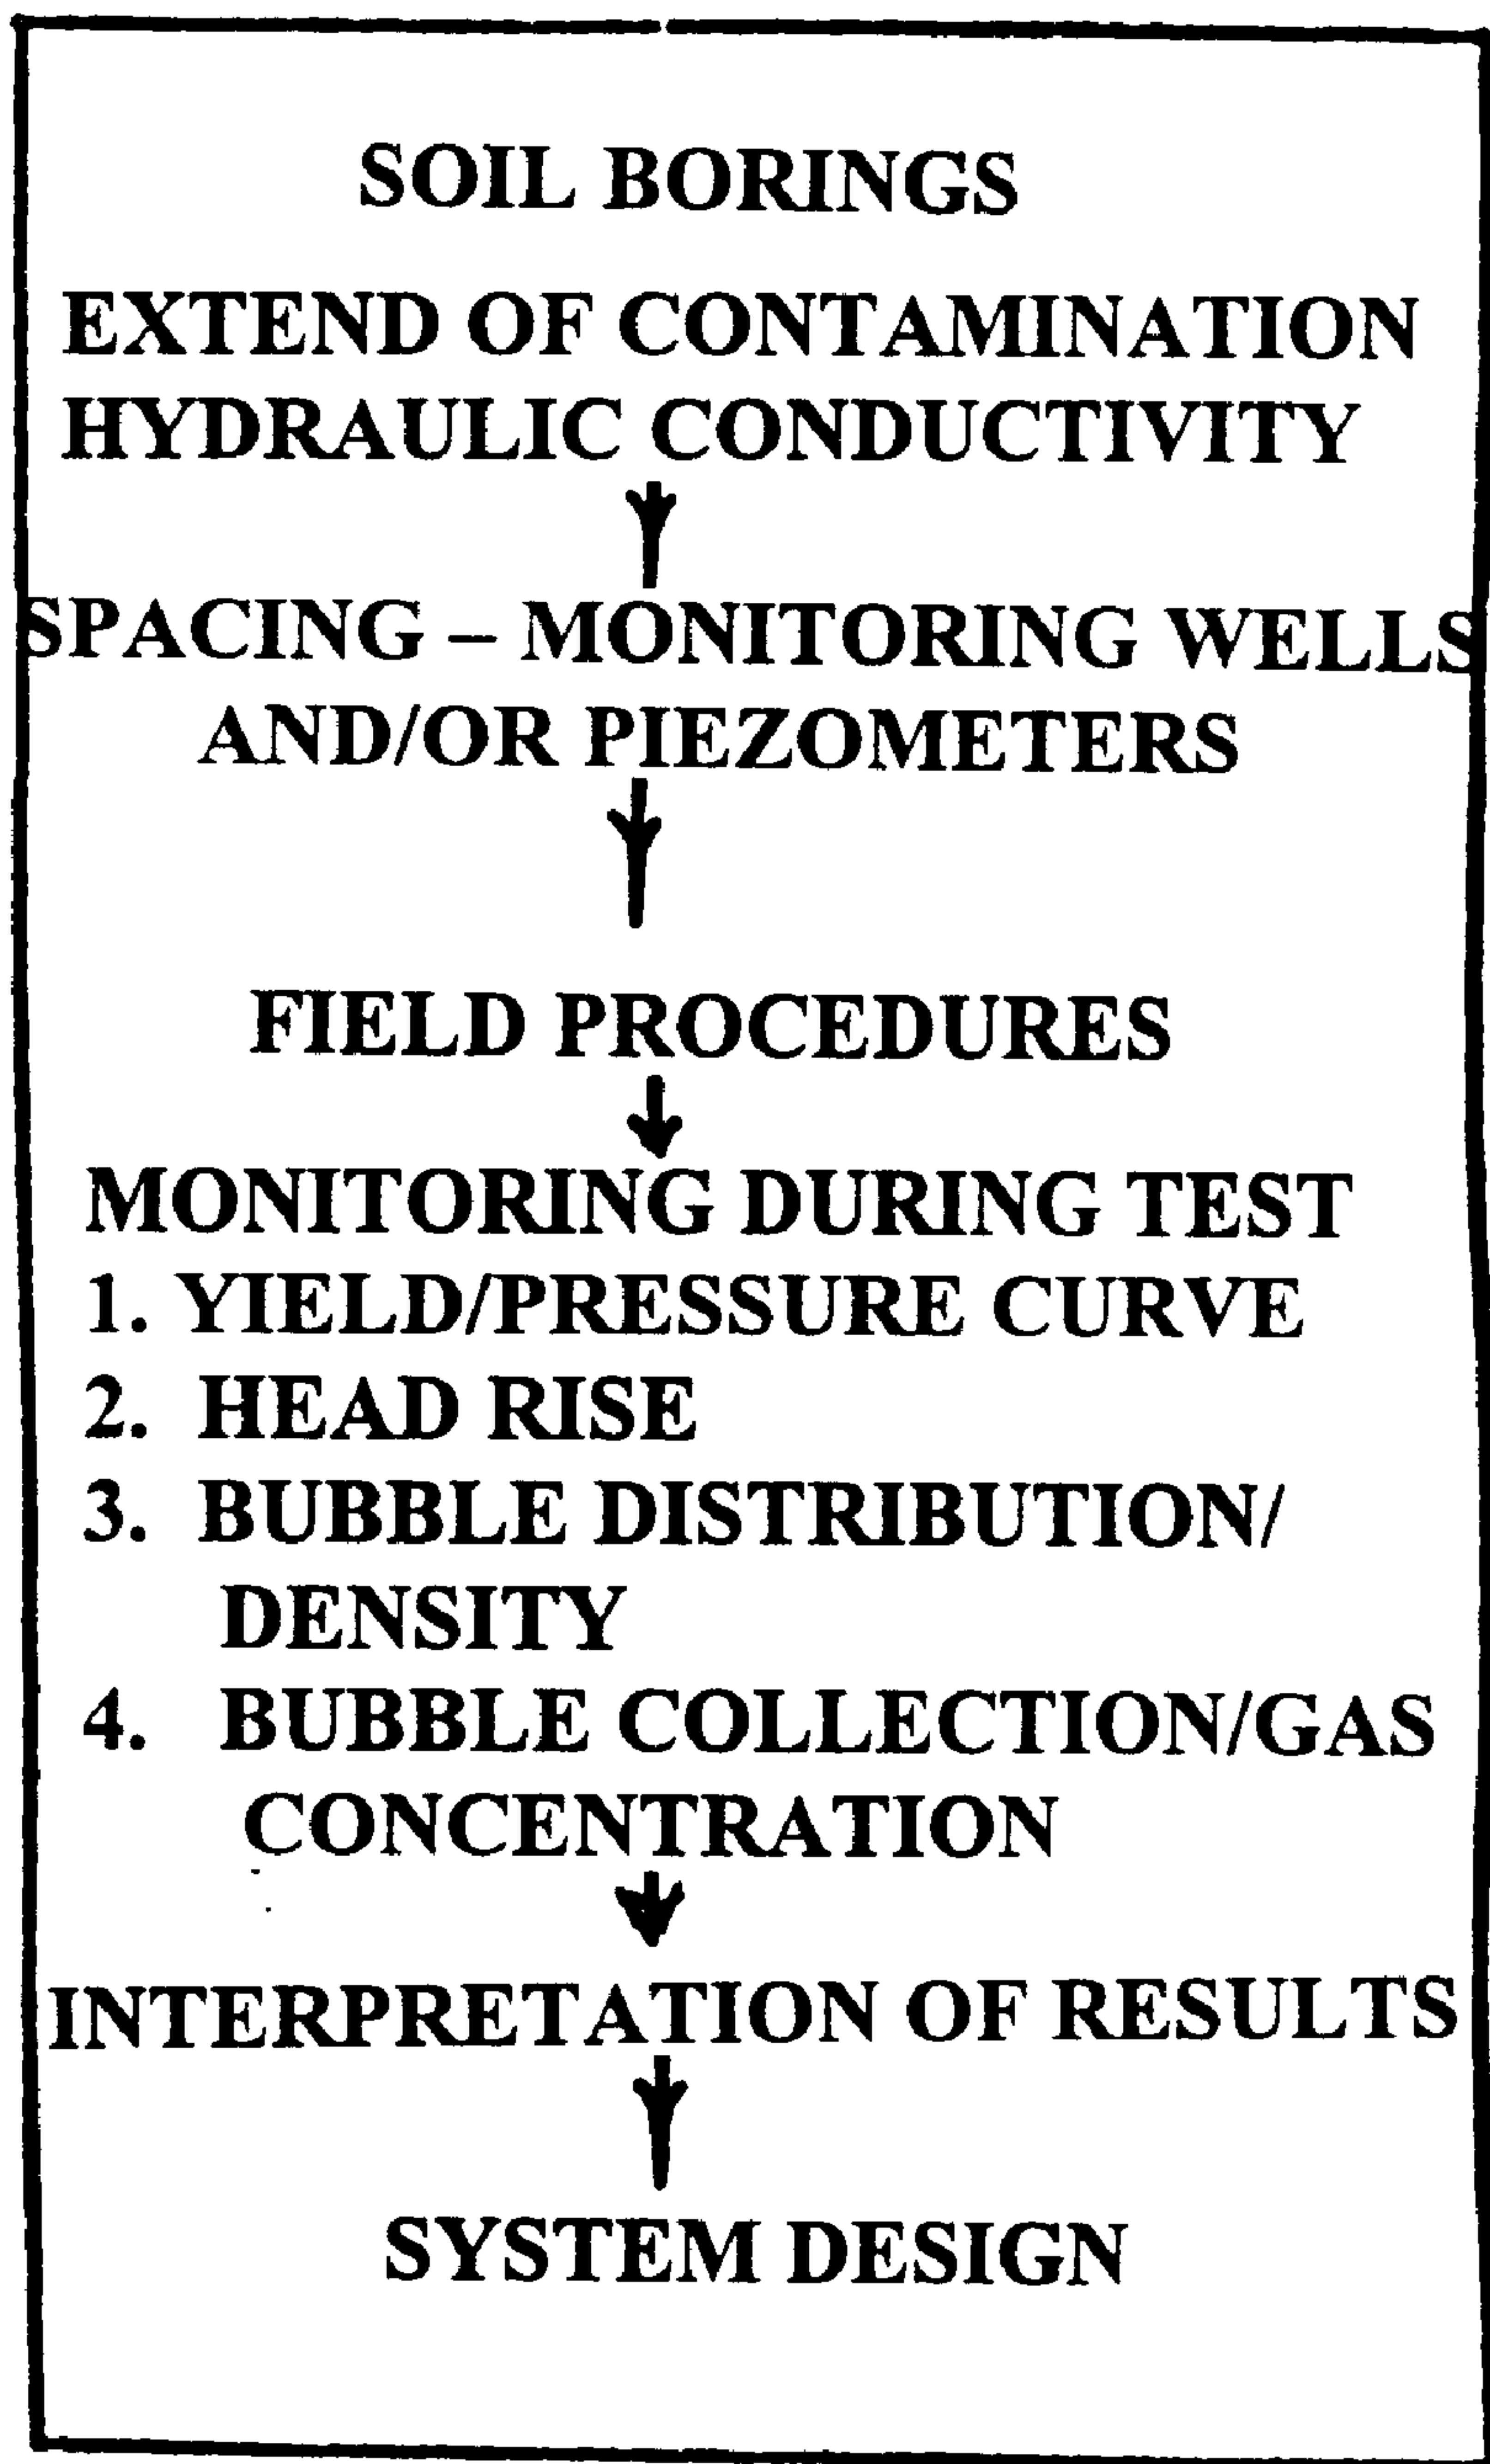 SOIL BORINGS
EXTEND OF CONTAMINATION
HYDRAULIC CONDUCTIVITY
SPACING – MONITORING WELLS
AND/OR PIEZOMETERS
FIELD PROCEDURES
MONITORING DURING TEST
1. YIELD/PRESSURE CURVE
2. HEAD RISE
3. BUBBLE DISTRIBUTION/
DENSITY
4. BUBBLE COLLECTION/GAS
CONCENTRATION
INTERPRETATION OF RESULTS
SYSTEM DESIGN